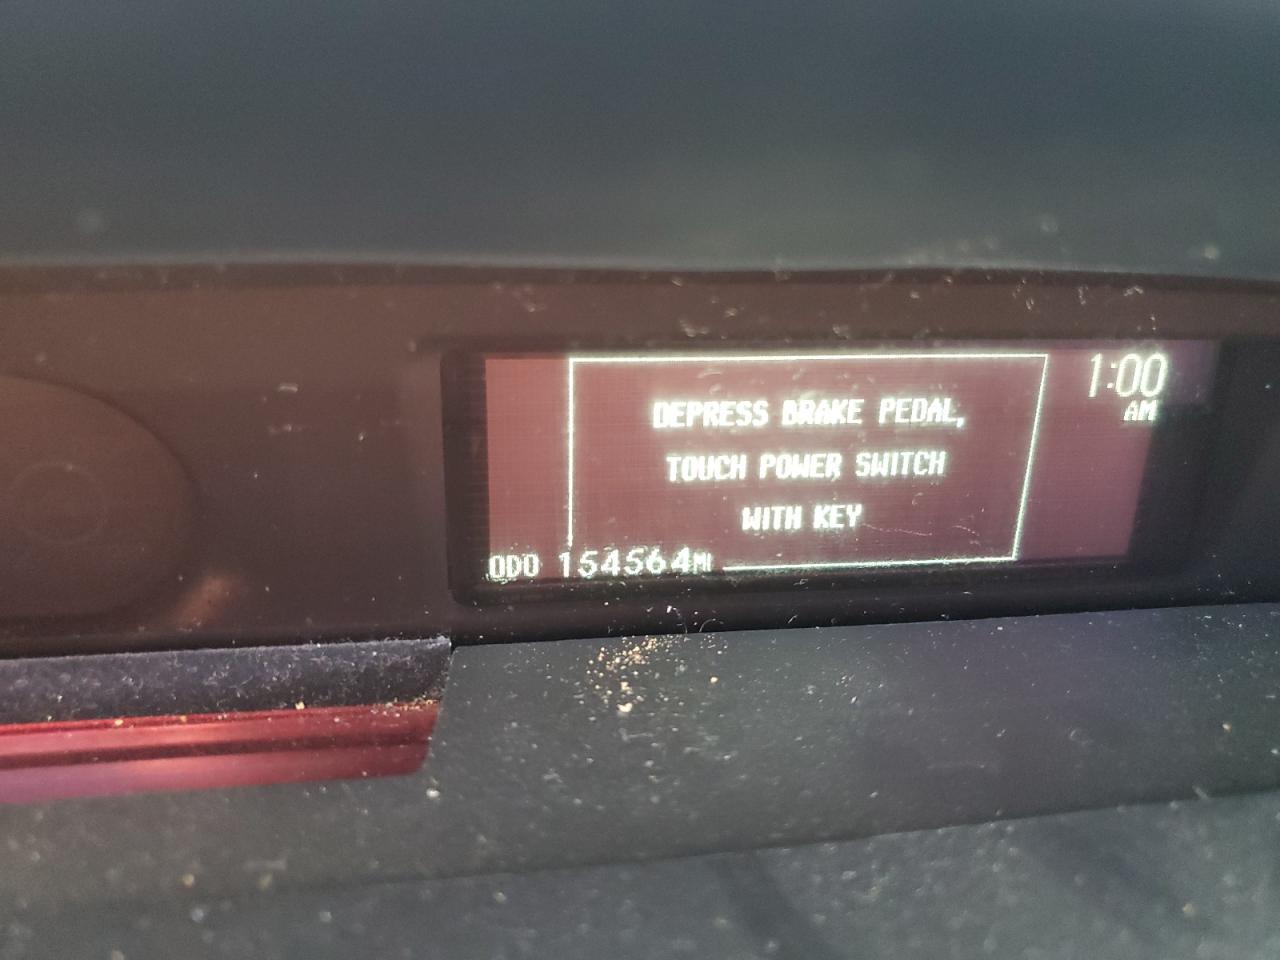 1:00
AM
DEPRESS BRAKE PEDAL,
TOUCH POWER SWITCH
WITH KEY
ODO 154564MI